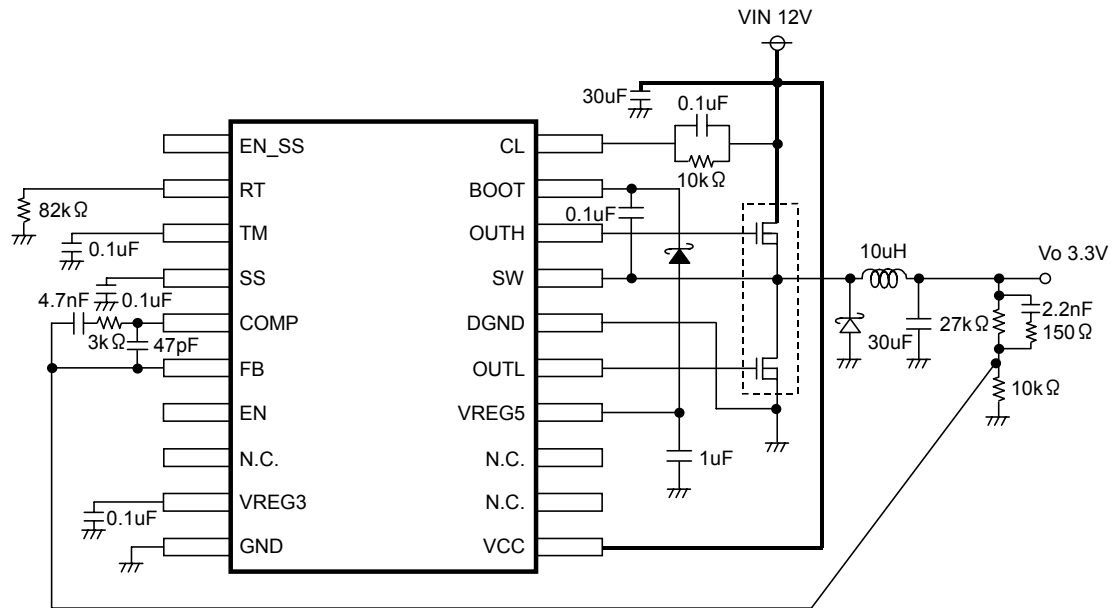 VIN 12V
30uF
0.1uF
10kΩ
EN_SS
CL
RT
BOOT
82kΩ
0.1uF
TM
OUTH
0.1uF
10uH
Vo 3.3V
SS
SW
4.7nF
0.1uF
2.2nF
COMP
DGND
27kΩ
150Ω
3kΩ
47pF
30uF
FB
OUTL
10kΩ
EN
VREG5
N.C.
N.C.
1uF
VREG3
N.C.
0.1uF
GND
VCC